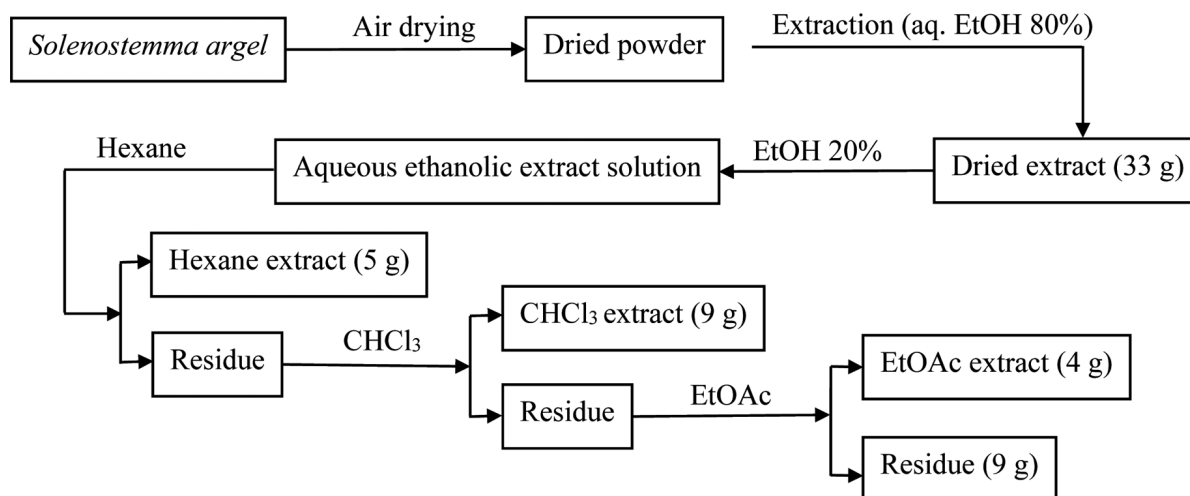 Solenostemma argel
Air drying
Dried powder
Extraction (aq. EtOH 80%)
Hexane
Aqueous ethanolic extract solution
EtOH 20%
Dried extract (33 g)
Hexane extract (5 g)
Residue
CHCl₃
CHCl₃ extract (9 g)
Residue
EtOAc
EtOAc extract (4 g)
Residue (9 g)